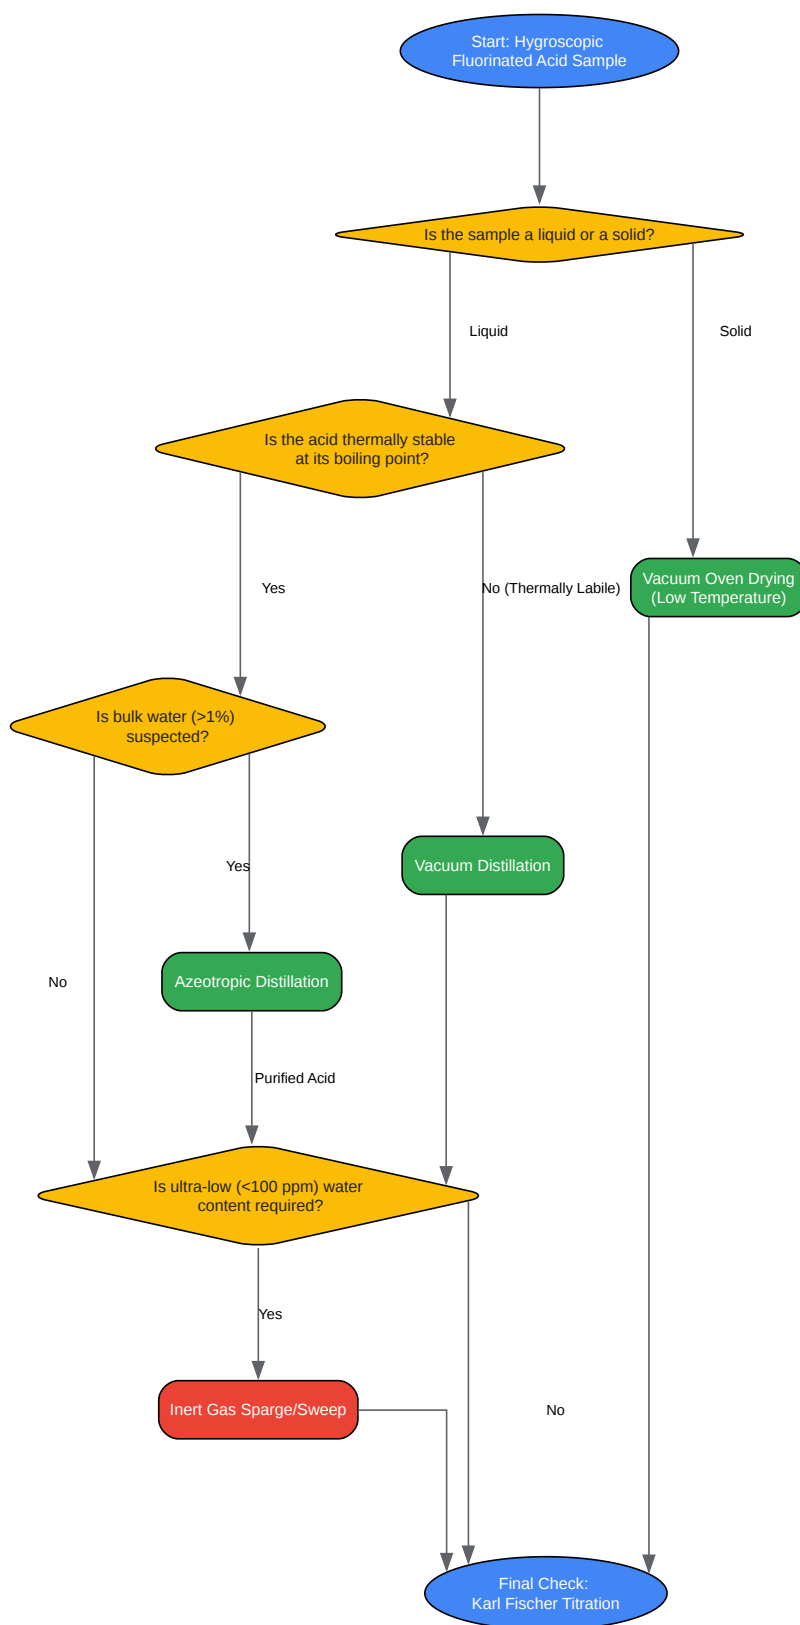 Start: Hygroscopic
Fluorinated Acid Sample
Is the sample a liquid or a solid?
Liquid
Solid
Is the acid thermally stable
at its boiling point?
Yes
No (Thermally Labile)
Vacuum Oven Drying
(Low Temperature)
Is bulk water (>1%)
suspected?
Yes
Vacuum Distillation
No
Azeotropic Distillation
Purified Acid
Is ultra-low (<100 ppm) water
content required?
Yes
Inert Gas Sparge/Sweep
No
Final Check:
Karl Fischer Titration